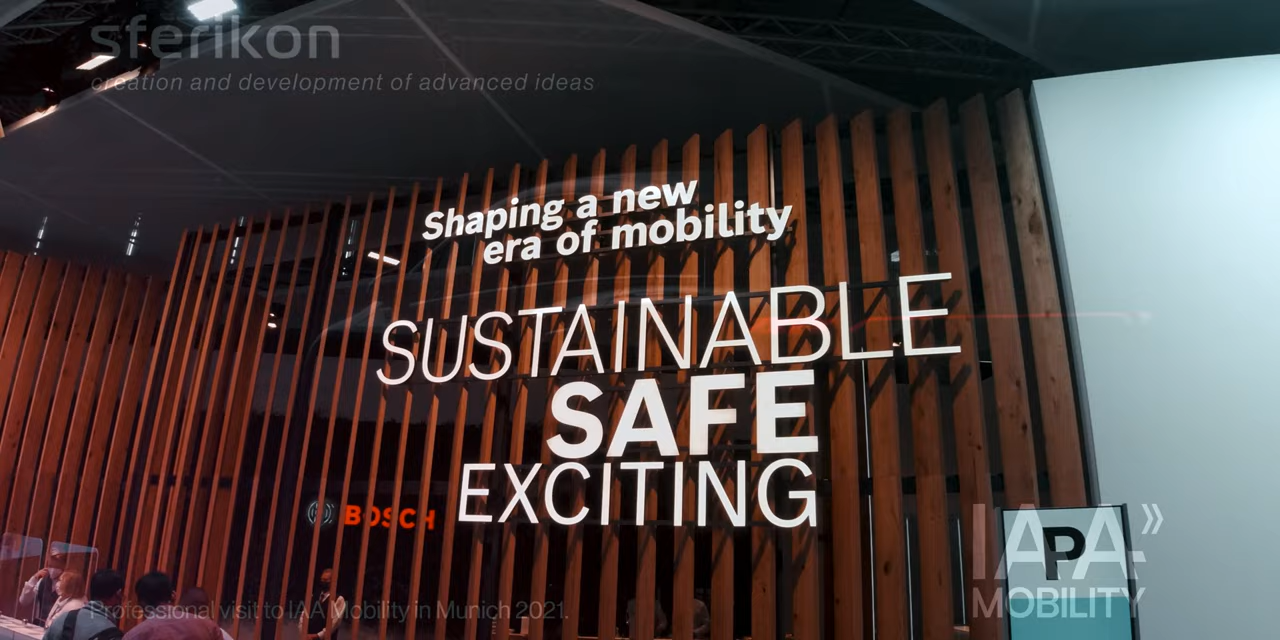 sferikon
creation and development of advanced ideas
Shaping a new
era of mobility
SUSTAINABLE
SAFE
EXCITING
BOSCH
P
IAA
MOBILITY
Professional visit to IAA Mobility in Munich 2021.